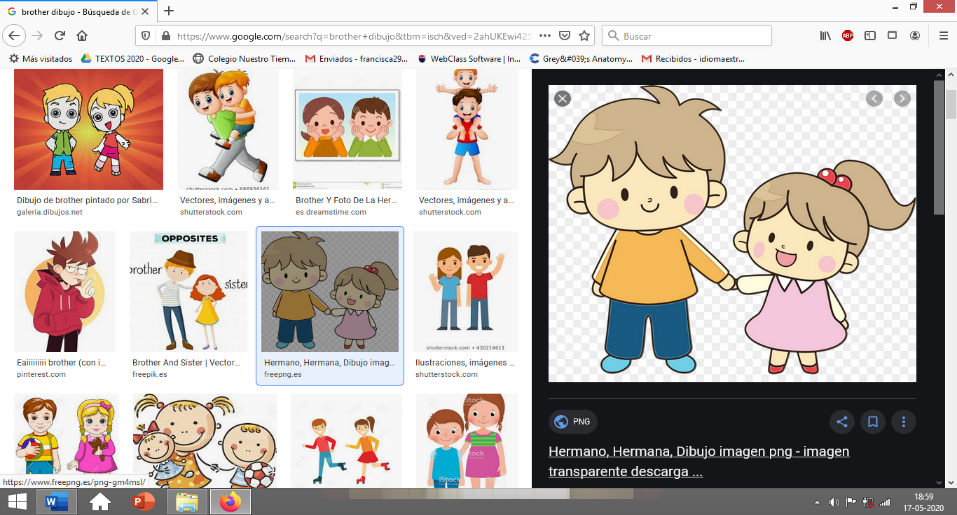 brother dibujo - Búsqueda de G
https://www.google.com/search?q=brother+dibujo&tbm=isch&ved=2ahUKEwi425
Buscar
Más visitados
TEXTOS 2020 - Google...
Colegio Nuestro Tiem...
Enviados - francisca29...
WebClass Software | In...
Grey&#039;s Anatomy...
Recibidos - idiomaextr...
ABP
shutterstock.com
Dibujo de brother pintado por Sabri...
galeria.dibujos.net
Vectores, imágenes y a...
shutterstock.com
Brother Y Foto De La Her...
es.dreamstime.com
Vectores, imágenes y a...
shutterstock.com
OPPOSITES
brother
sister
shutterstock.com • 430214611
Eaiiiiiiiii brother (con i...
pinterest.com
Brother And Sister | Vector...
freepik.es
Hermano, Hermana, Dibujo imag...
freepng.es
Ilustraciones, imágenes ...
shutterstock.com
iStock
iStock
https://www.freepng.es/png-gm4msl/
PNG
Hermano, Hermana, Dibujo imagen png - imagen
transparente descarga ...
18:59
17-05-2020